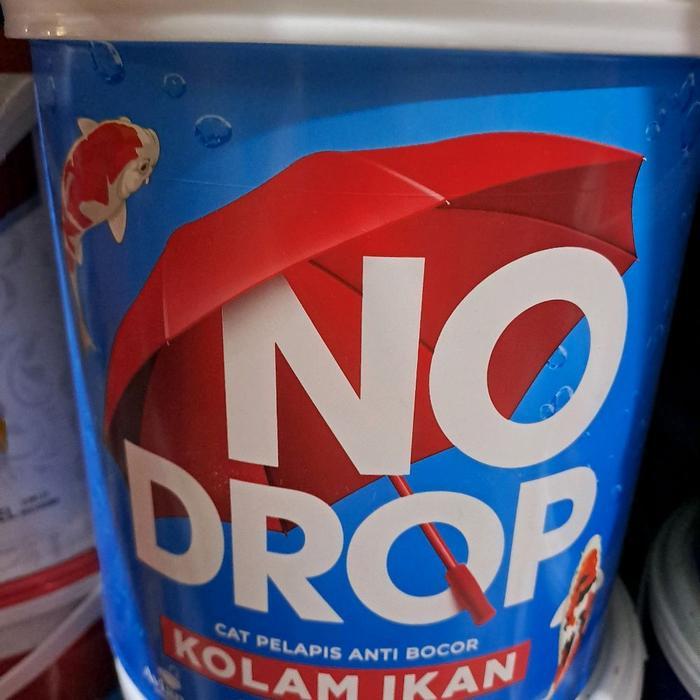 NO
DROP
CAT PELAPIS ANTI BOCOR
KOLAM IKAN